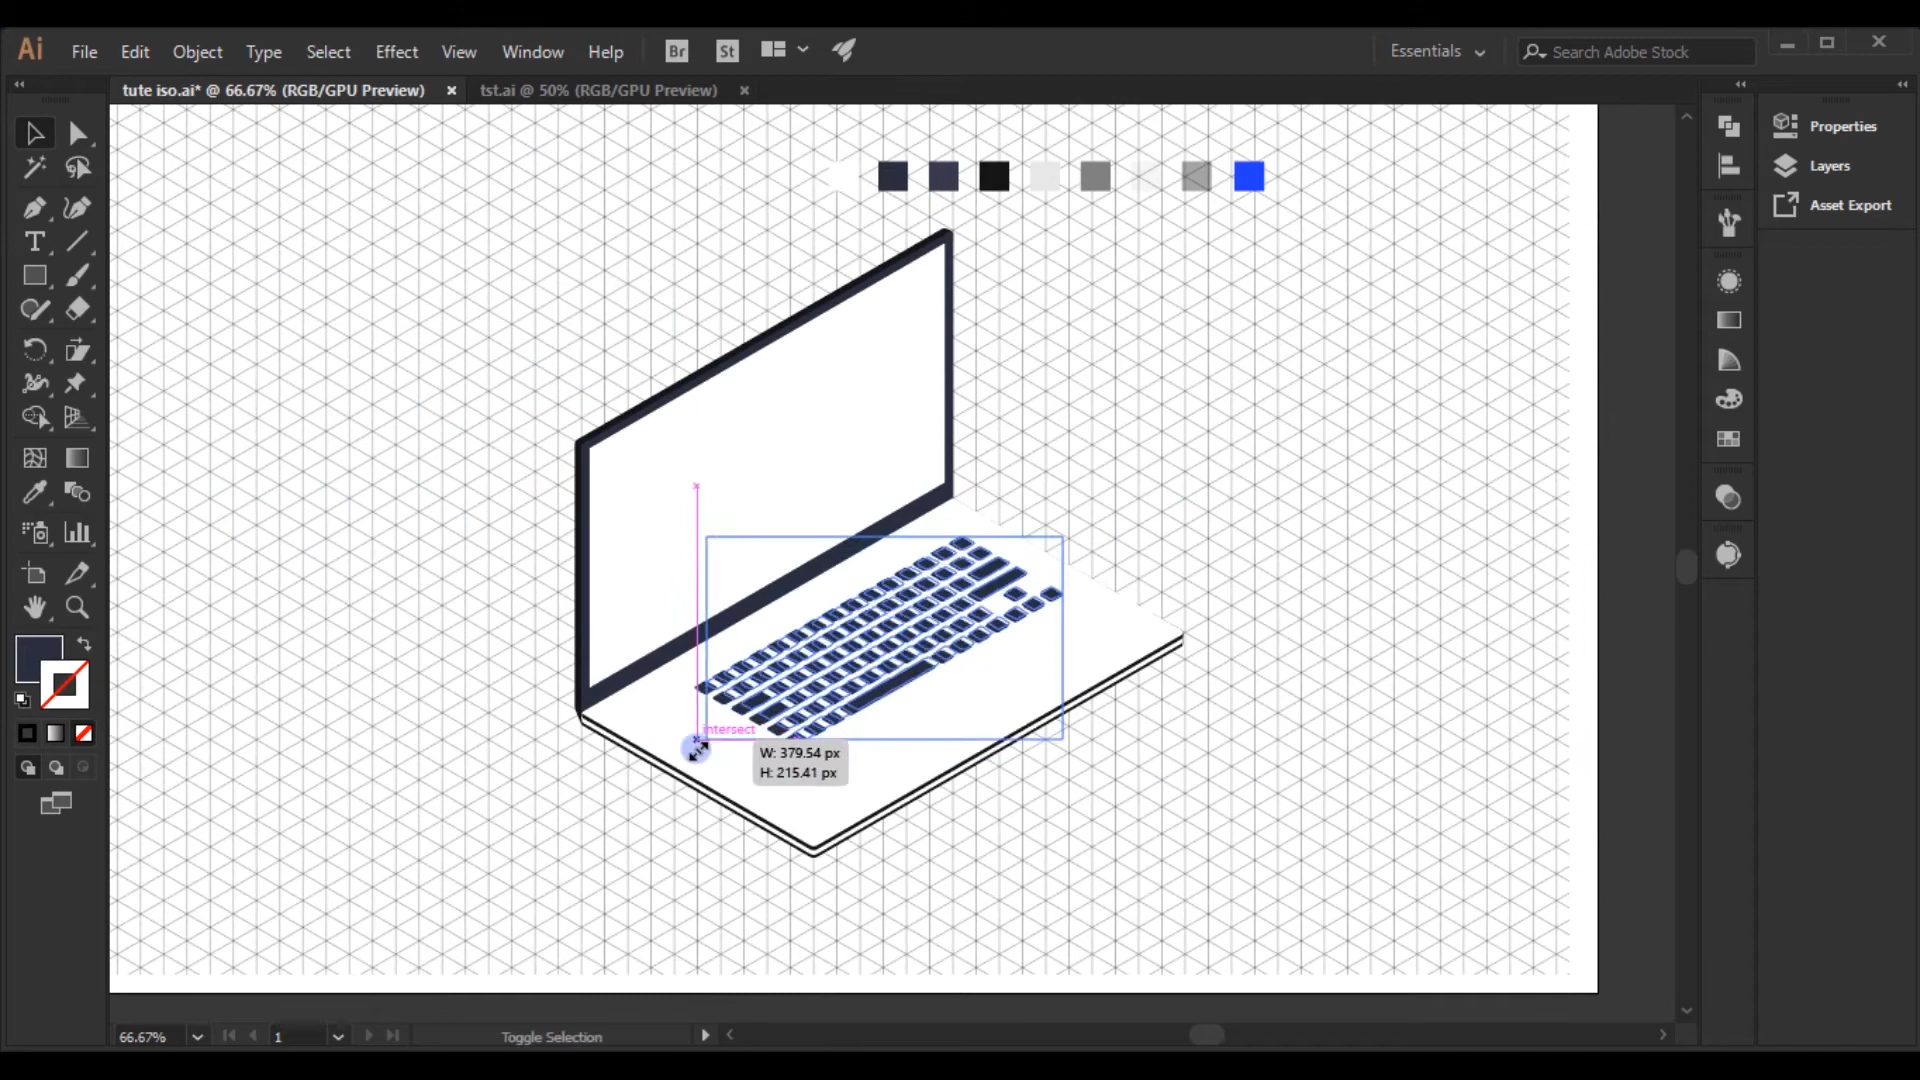 Ai File Edit Object Type Select Effect View Window Help Br St Essentials Search Adobe Stock
tute iso.ai* @ 66.67% (RGB/GPU Preview) tst.ai @ 50% (RGB/GPU Preview)
Properties
Layers
Asset Export
intersect
W: 379.54 px
H: 215.41 px
66.67% 1 Toggle Selection